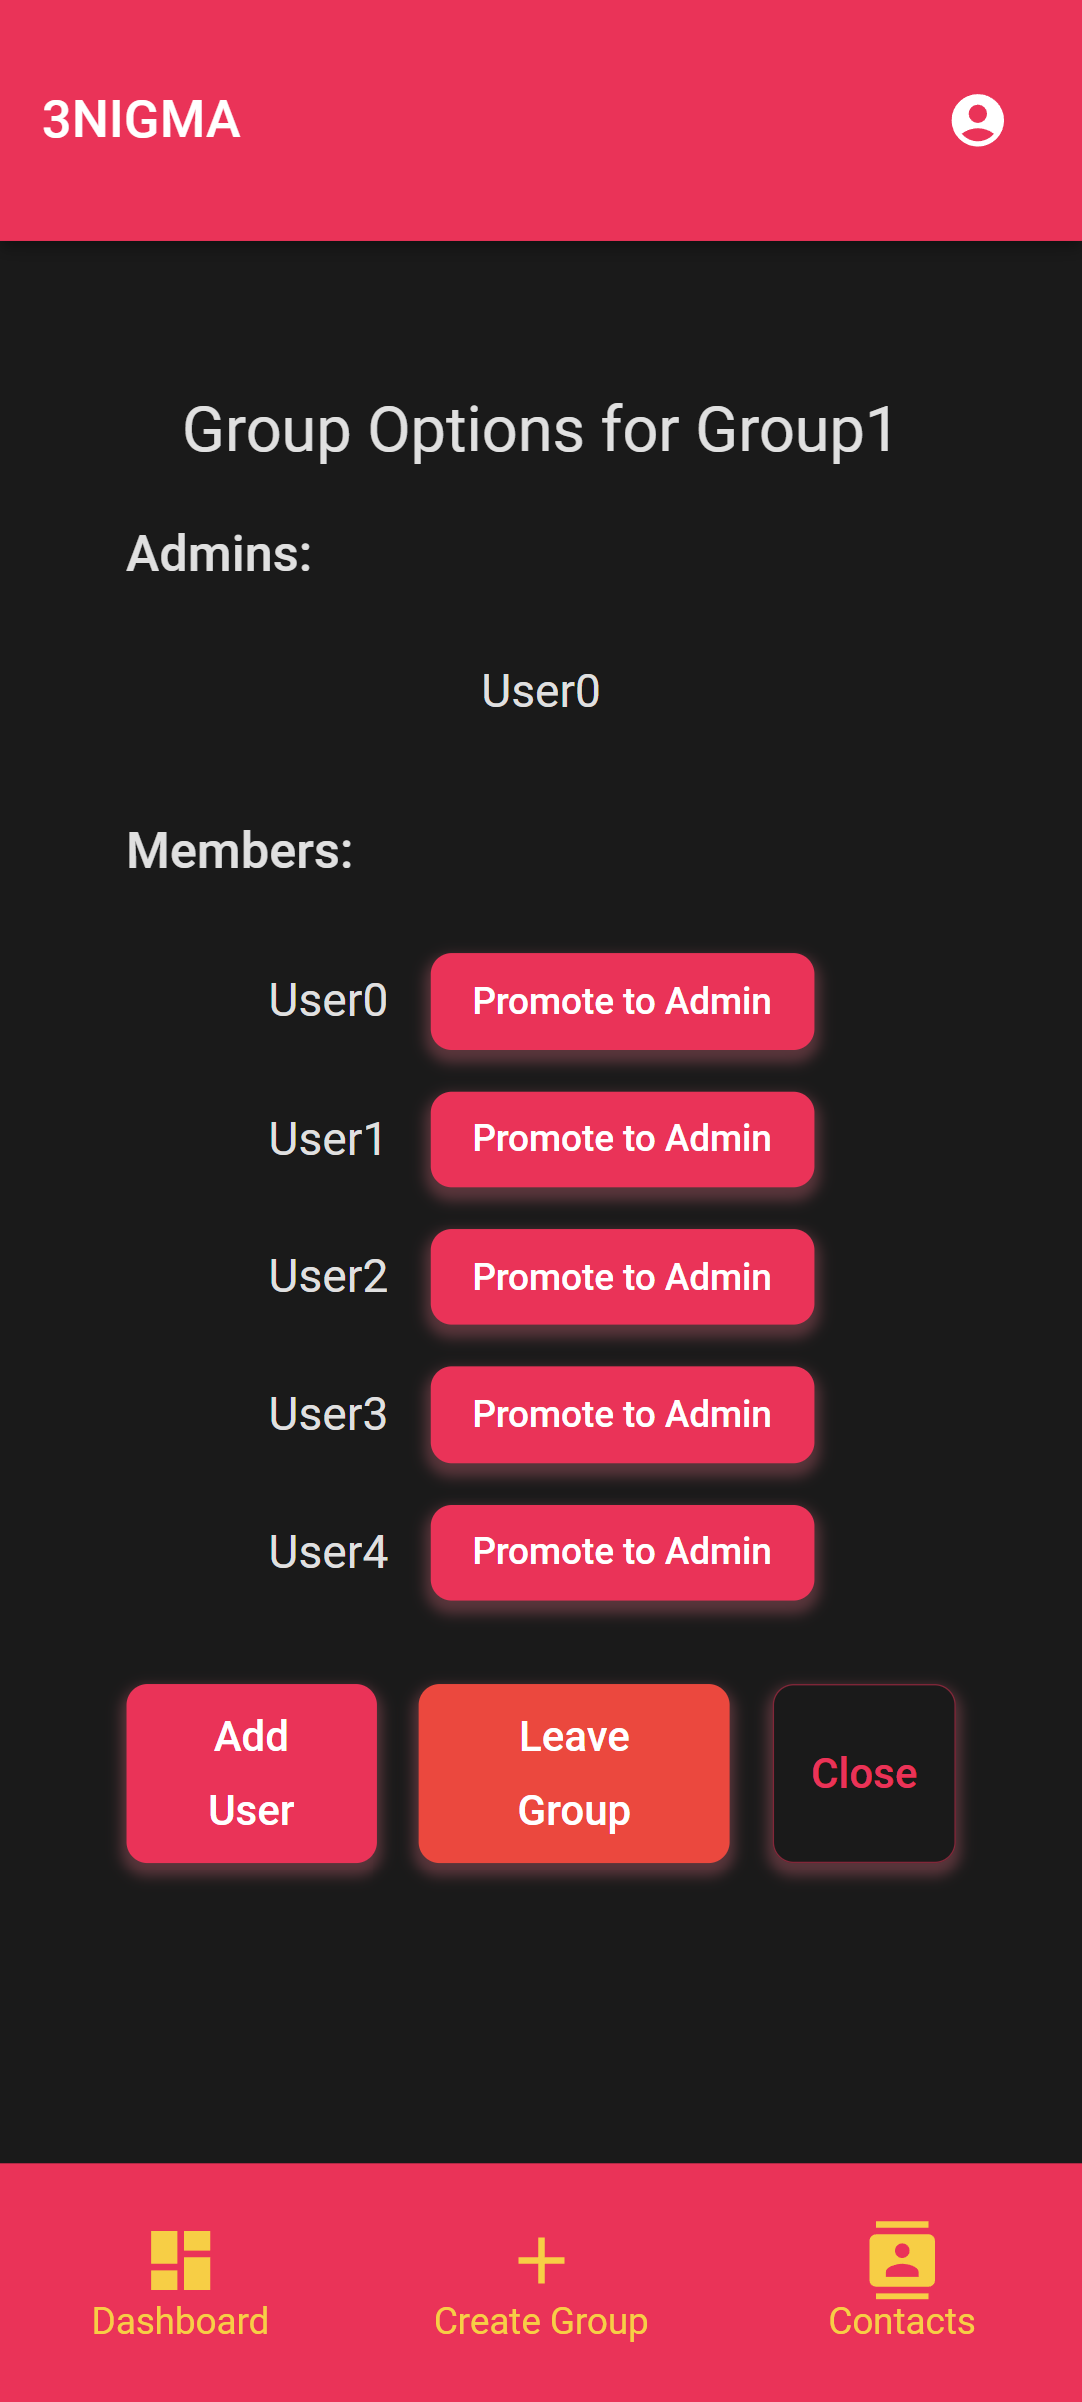 3NIGMA
Group Options for Group1
Admins:
User0
Members:
User0 Promote to Admin
User1 Promote to Admin
User2 Promote to Admin
User3 Promote to Admin
User4 Promote to Admin
Add
User
Leave
Group
Close
Dashboard
Create Group
Contacts